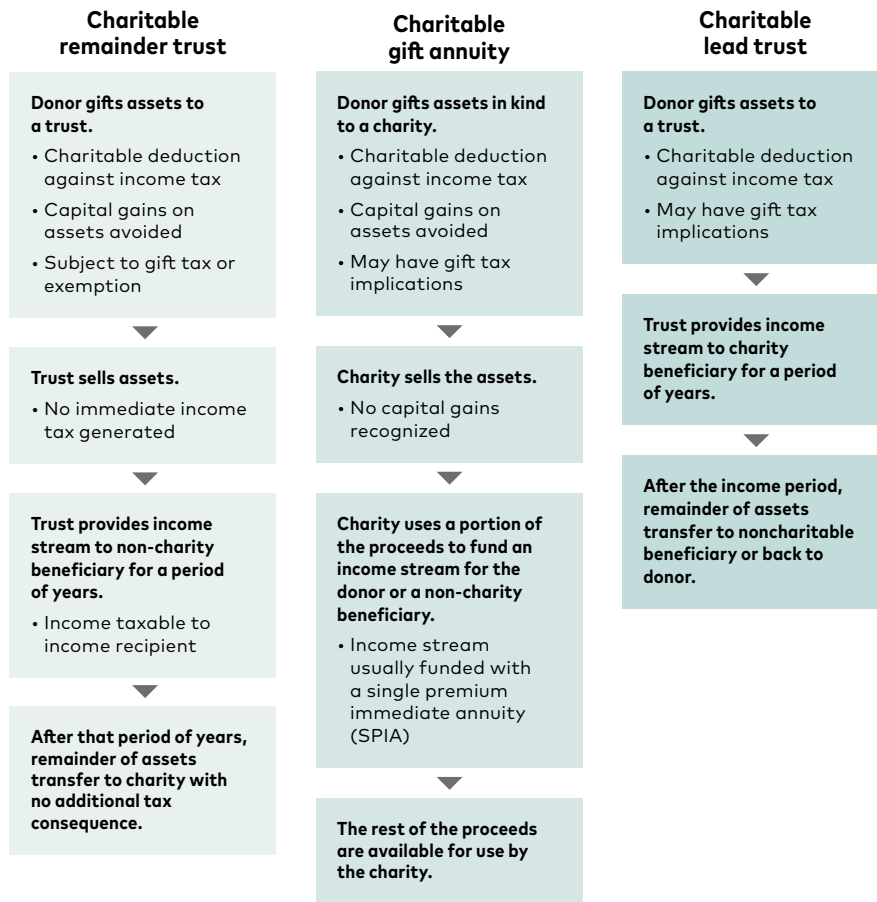 Charitable
remainder trust
Donor gifts assets to
a trust.
• Charitable deduction
against income tax
• Capital gains on
assets avoided
• Subject to gift tax or
exemption
Trust sells assets.
• No immediate income
tax generated
Trust provides income
stream to non-charity
beneficiary for a period
of years.
• Income taxable to
income recipient
After that period of years,
remainder of assets
transfer to charity with
no additional tax
consequence.
Charitable
gift annuity
Donor gifts assets in kind
to a charity.
• Charitable deduction
against income tax
• Capital gains on
assets avoided
• May have gift tax
implications
Charity sells the assets.
• No capital gains
recognized
Charity uses a portion of
the proceeds to fund an
income stream for the
donor or a non-charity
beneficiary.
• Income stream
usually funded with
a single premium
immediate annuity
(SPIA)
The rest of the proceeds
are available for use by
the charity.
Charitable
lead trust
Donor gifts assets to
a trust.
• Charitable deduction
against income tax
• May have gift tax
implications
Trust provides income
stream to charity
beneficiary for a period
of years.
After the income period,
remainder of assets
transfer to noncharitable
beneficiary or back to
donor.